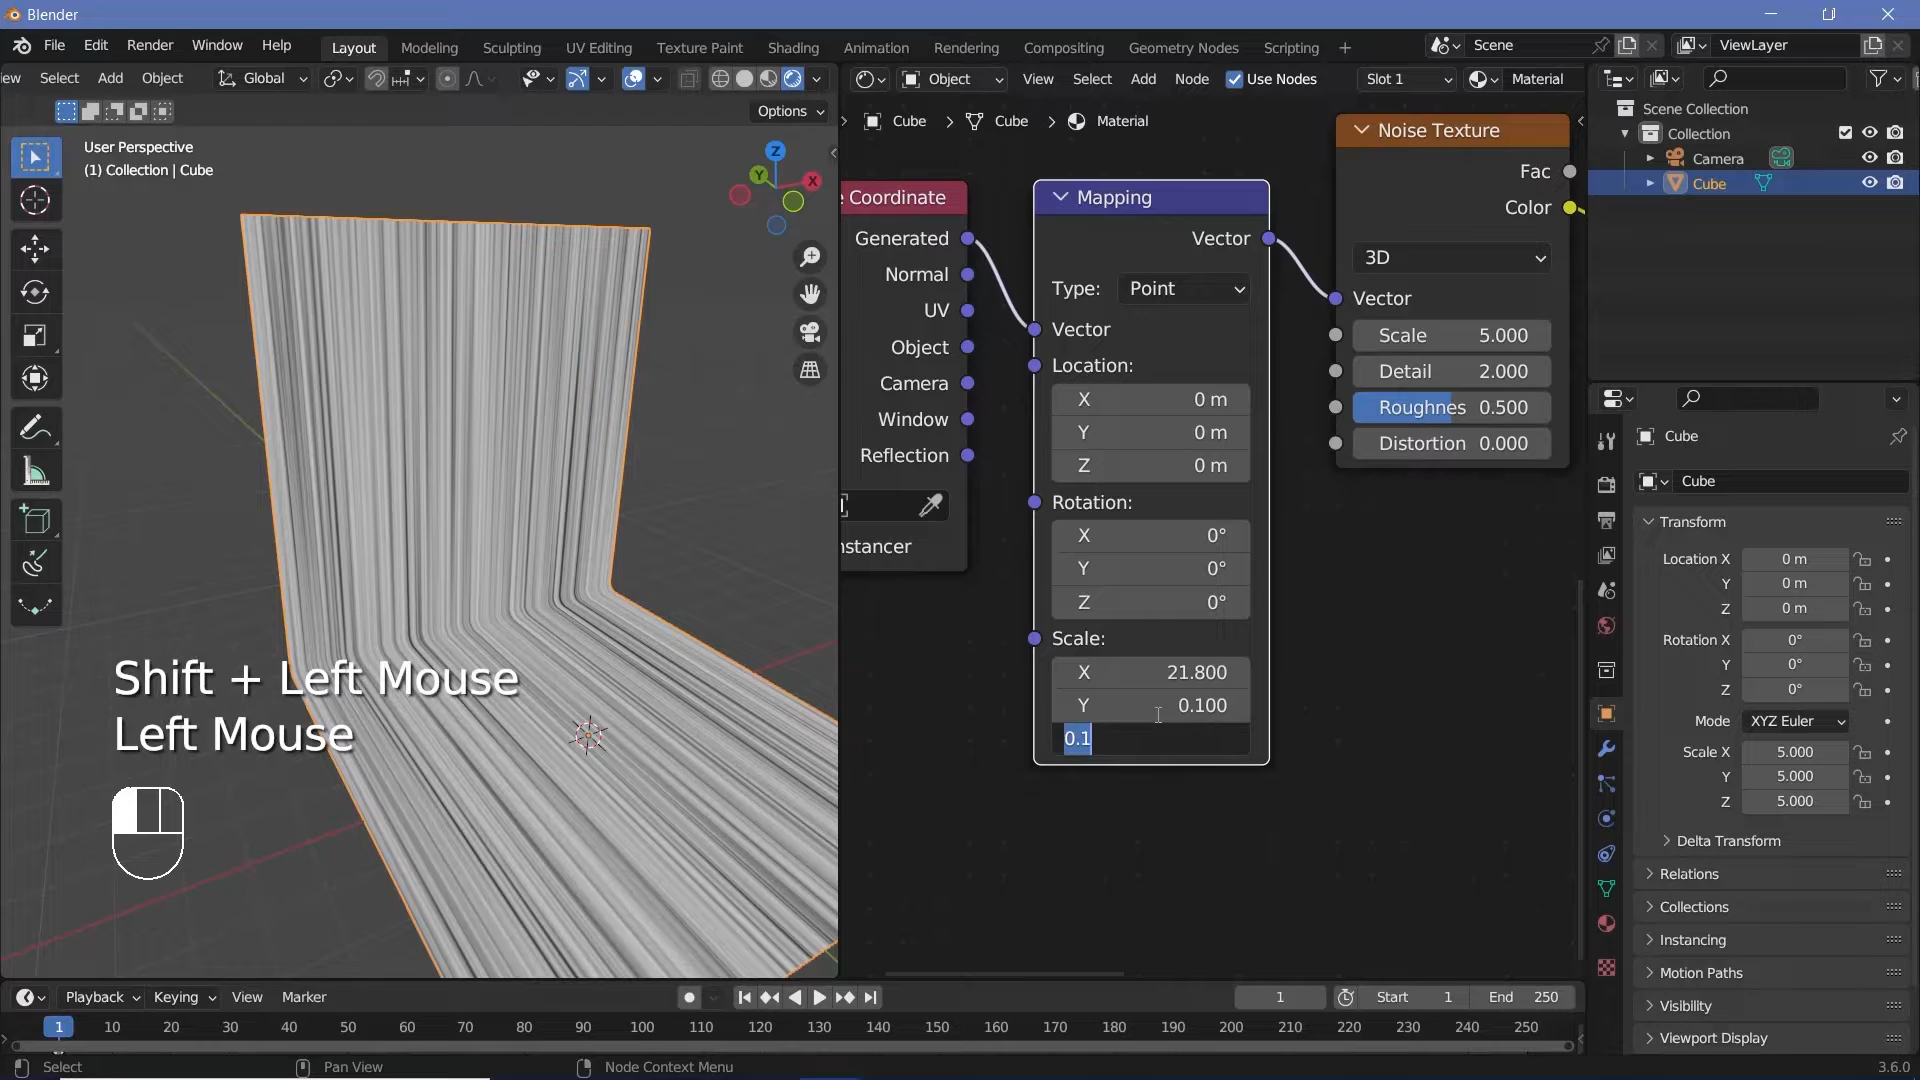 Blender
File Edit Render Window Help Layout Modeling Sculpting UV Editing Texture Paint Shading Animation Rendering Compositing Geometry Nodes Scripting + Scene ViewLayer
ew Select Add Object Global Object View Select Add Node Use Nodes Slot 1 Material
Options
Cube > Cube > Material
User Perspective
(1) Collection | Cube
Z
Y
X
Shift + Left Mouse
Left Mouse
e Coordinate
Generated
Normal
UV
Object
Camera
Window
Reflection
nstancer
Mapping
Vector
Type: Point
Vector
Location:
X 0 m
Y 0 m
Z 0 m
Rotation:
X 0°
Y 0°
Z 0°
Scale:
X 21.800
Y 0.100
0.1
Noise Texture
Fac
Color
3D
Vector
Scale 5.000
Detail 2.000
Roughnes 0.500
Distortion 0.000
Scene Collection
Collection
Camera
Cube
Cube
Cube
Transform
Location X 0 m
Y 0 m
Z 0 m
Rotation X 0°
Y 0°
Z 0°
Mode XYZ Euler
Scale X 5.000
Y 5.000
Z 5.000
Delta Transform
Relations
Collections
Instancing
Motion Paths
Visibility
Viewport Display
Playback Keying View Marker 1 Start 1 End 250
1 10 20 30 40 50 60 70 80 90 100 110 120 130 140 150 160 170 180 190 200 210 220 230 240 250
Select Pan View Node Context Menu 3.6.0